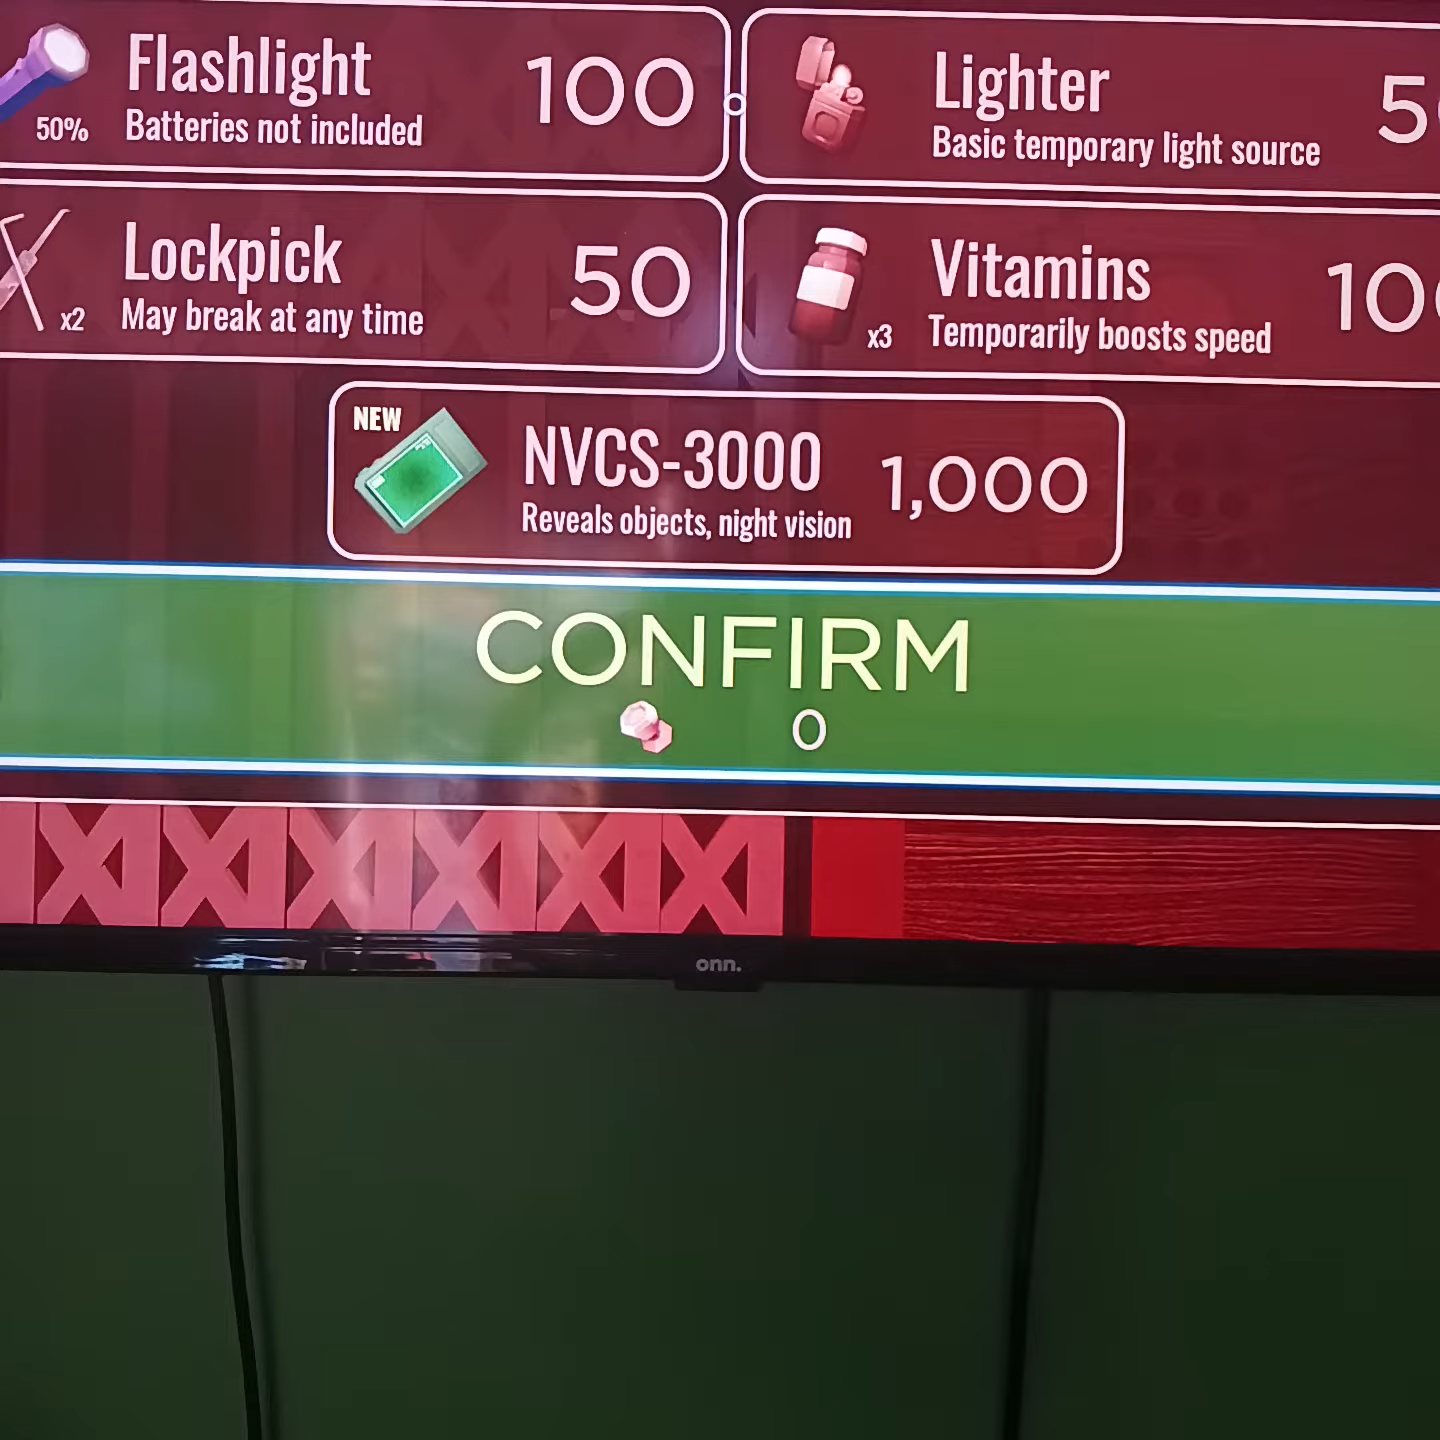 Flashlight
100
50%
Batteries not included
Lighter
Basic temporary light source
Lockpick
50
x2
May break at any time
Vitamins
x3
Temporarily boosts speed
NEW
NVCS-3000
1,000
Reveals objects, night vision
CONFIRM
0
onn.